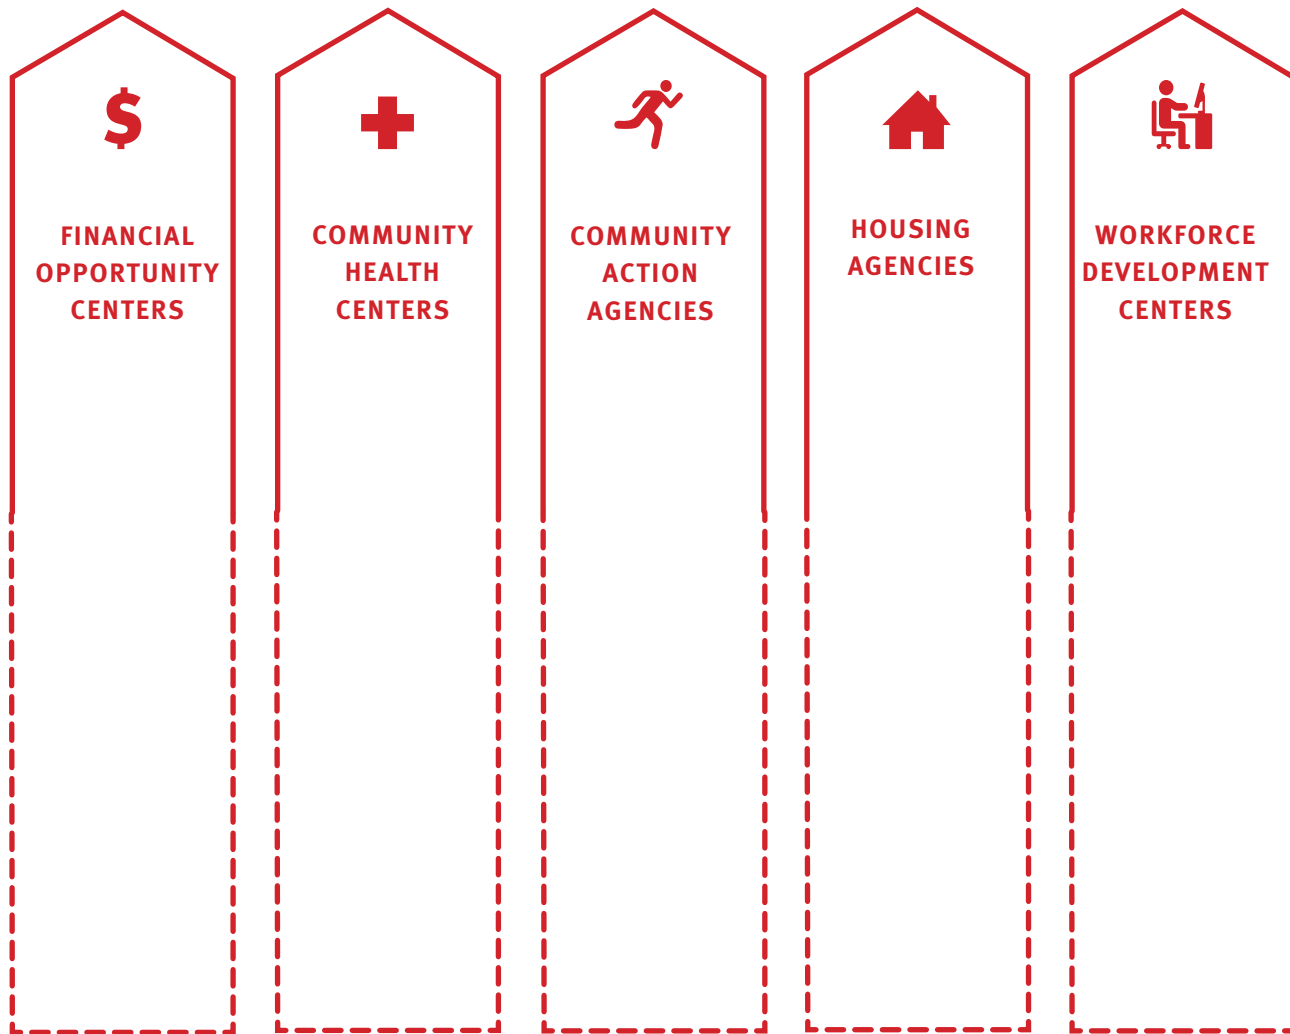 $
FINANCIAL
OPPORTUNITY
CENTERS
COMMUNITY
HEALTH
CENTERS
COMMUNITY
ACTION
AGENCIES
HOUSING
AGENCIES
WORKFORCE
DEVELOPMENT
CENTERS